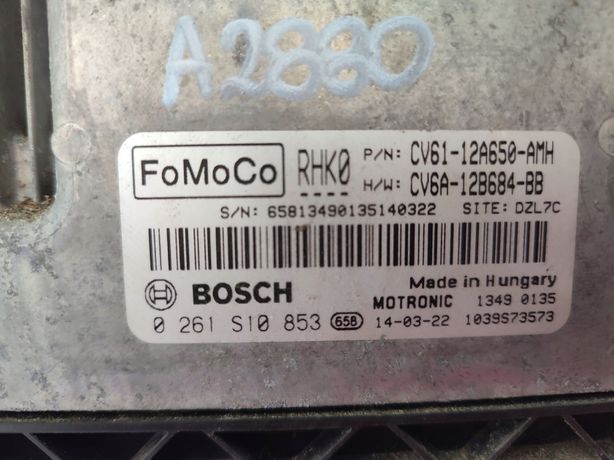 A2880
FoMoCo RHK0 P/N: CV61-12A650-AMH
H/W: CV6A-12B684-BB
S/N: 65813490135140322 SITE: DZL7C
BOSCH Made in Hungary
MOTRONIC 1349 0135
0 261 S10 853 658 14-03-22 1039S73573